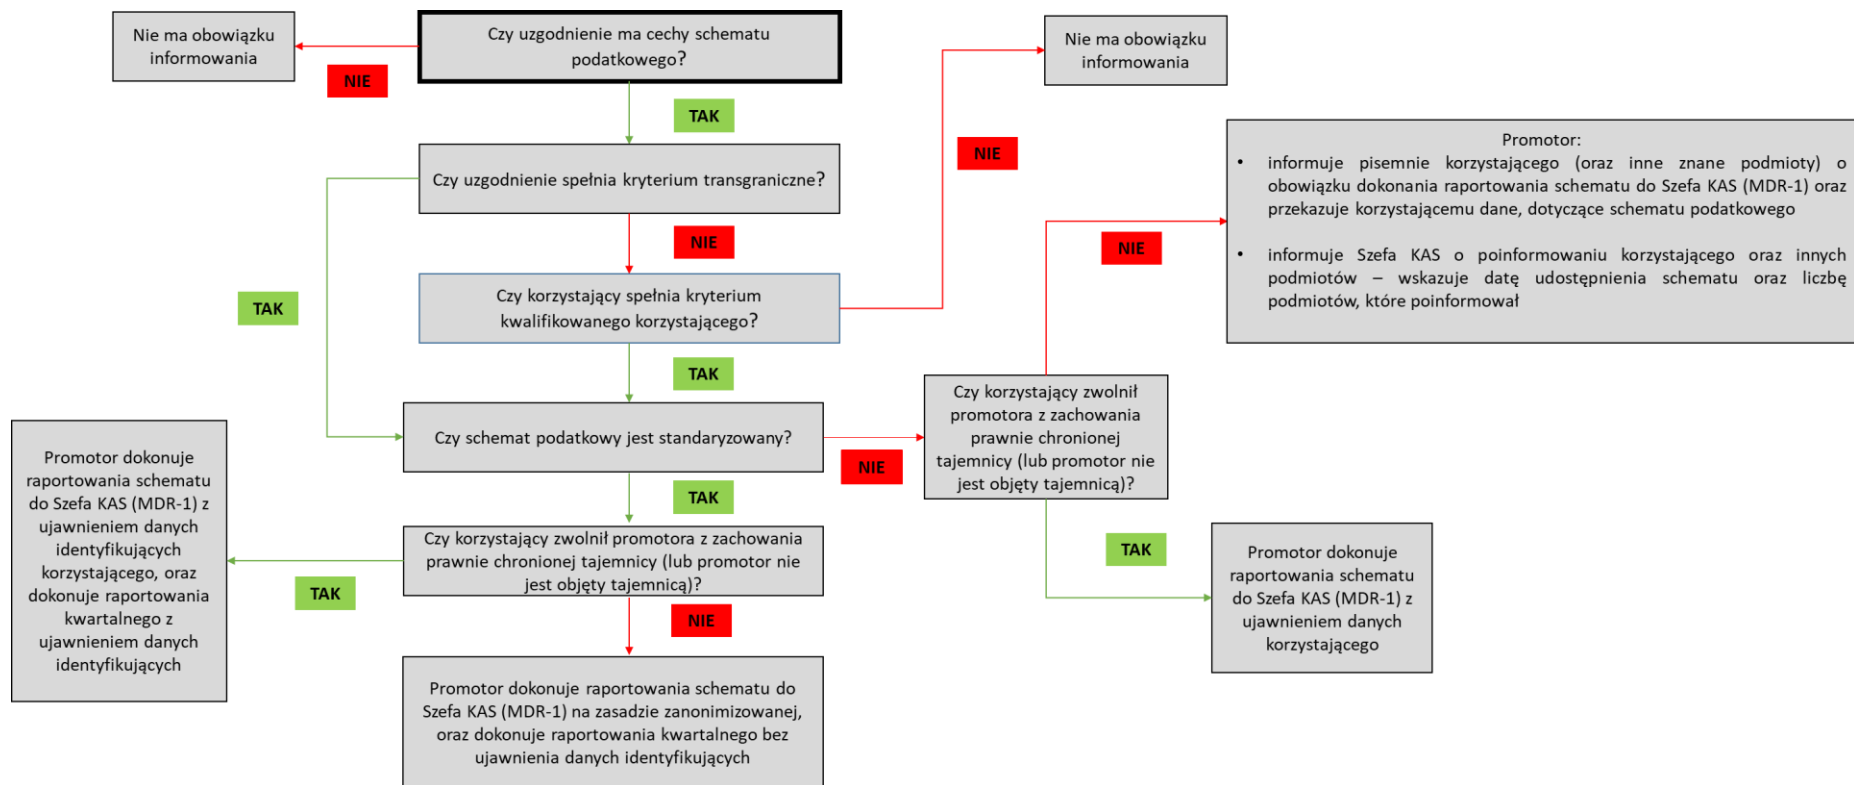 Nie ma obowiązku
informowania
NIE
Czy uzgodnienie ma cechy schematu
podatkowego?
TAK
Nie ma obowiązku
informowania
NIE
Czy uzgodnienie spełnia kryterium transgraniczne?
NIE
TAK
Czy korzystający spełnia kryterium
kwalifikowanego korzystającego?
TAK
Promotor:
• informuje pisemnie korzystającego (oraz inne znane podmioty) o
obowiązku dokonania raportowania schematu do Szefa KAS (MDR-1) oraz
przekazuje korzystającemu dane, dotyczące schematu podatkowego
• informuje Szefa KAS o poinformowaniu korzystającego oraz innych
podmiotów – wskazuje datę udostępnienia schematu oraz liczbę
podmiotów, które poinformował
NIE
Czy schemat podatkowy jest standaryzowany?
NIE
TAK
Czy korzystający zwolnił
promotora z zachowania
prawnie chronionej
tajemnicy (lub promotor nie
jest objęty tajemnicą)?
TAK
Promotor dokonuje
raportowania schematu
do Szefa KAS (MDR-1) z
ujawnieniem danych
korzystającego
Czy korzystający zwolnił promotora z zachowania
prawnie chronionej tajemnicy (lub promotor nie
jest objęty tajemnicą)?
TAK
NIE
Promotor dokonuje
raportowania schematu
do Szefa KAS (MDR-1) z
ujawnieniem danych
identyfikujących
korzystającego, oraz
dokonuje raportowania
kwartalnego z
ujawnieniem danych
identyfikujących
Promotor dokonuje raportowania schematu do
Szefa KAS (MDR-1) na zasadzie zanonimizowanej,
oraz dokonuje raportowania kwartalnego bez
ujawnienia danych identyfikujących